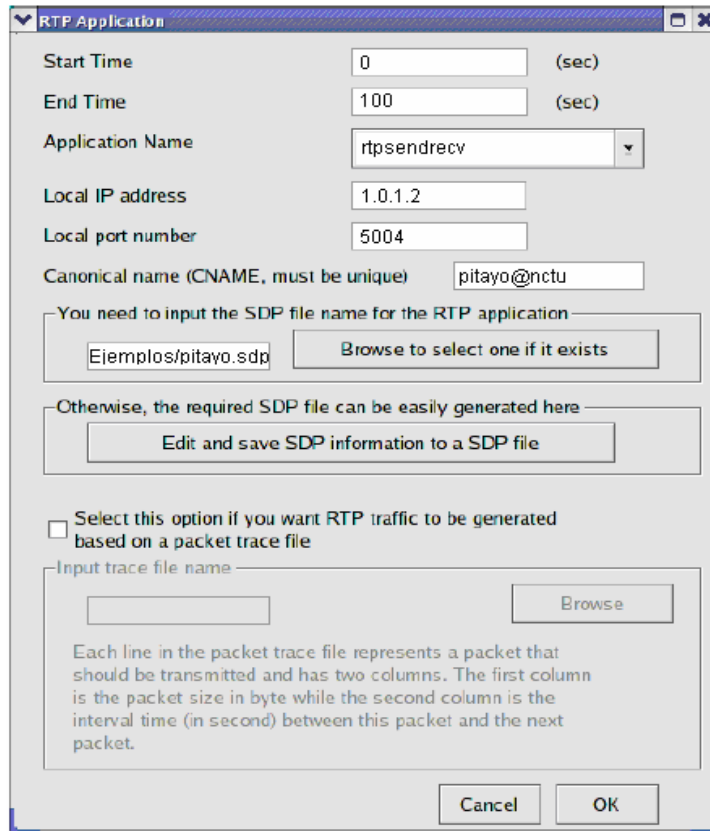 RTP Application
Start Time 0 (sec)
End Time 100 (sec)
Application Name rtpsendrecv
Local IP address 1.0.1.2
Local port number 5004
Canonical name (CNAME, must be unique) pitayo@nctu
You need to input the SDP file name for the RTP application
Ejemplos/pitayo.sdp Browse to select one if it exists
Otherwise, the required SDP file can be easily generated here
Edit and save SDP information to a SDP file
Select this option if you want RTP traffic to be generated
based on a packet trace file
Input trace file name
Browse
Each line in the packet trace file represents a packet that
should be transmitted and has two columns. The first column
is the packet size in byte while the second column is the
interval time (in second) between this packet and the next
packet.
Cancel OK